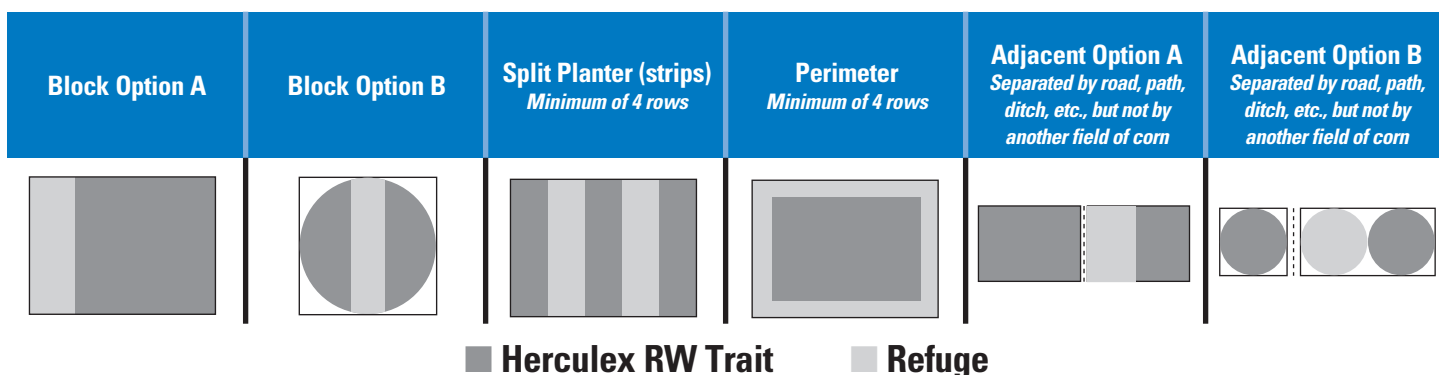 Block Option A
Block Option B
Split Planter (strips)
Minimum of 4 rows
Perimeter
Minimum of 4 rows
Adjacent Option A
Separated by road, path,
ditch, etc., but not by
another field of corn
Adjacent Option B
Separated by road, path,
ditch, etc., but not by
another field of corn
Herculex RW Trait
Refuge